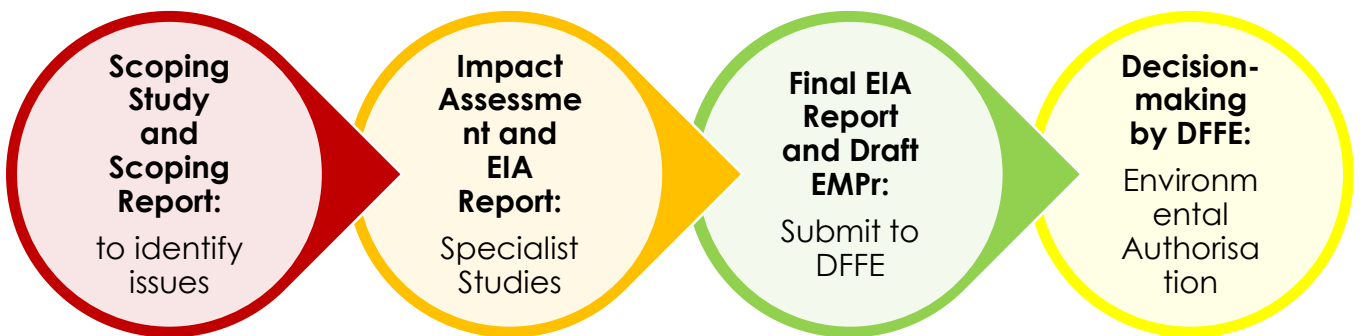 Scoping
Study
and
Scoping
Report:
to identify
issues
Impact
Assessme
nt and
EIA
Report:
Specialist
Studies
Final EIA
Report
and Draft
EMPr:
Submit to
DFFE
Decision-
making
by DFFE:
Environm
ental
Authorisa
tion